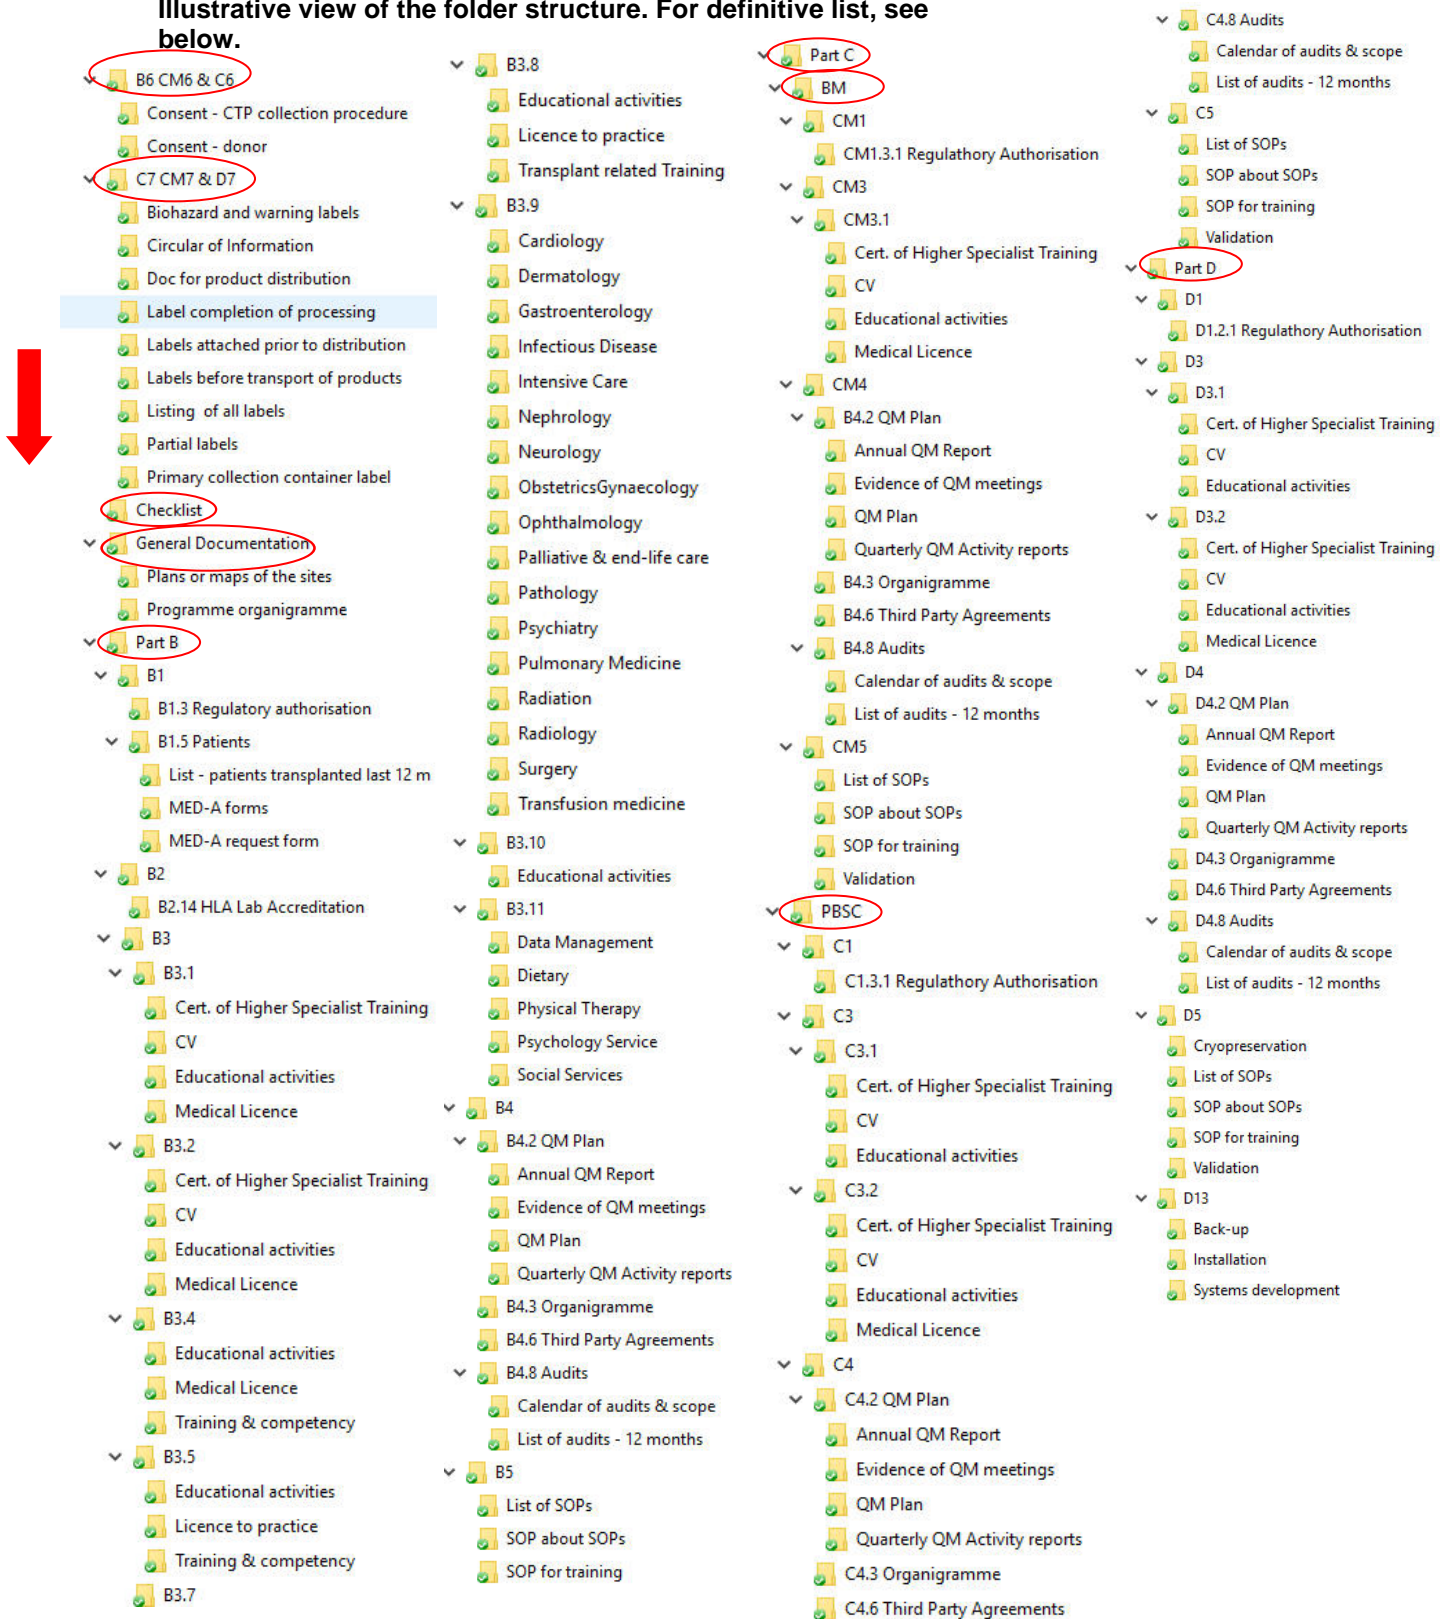 Illustrative view of the folder structure. For definitive list, see
below.
B6 CM6 & C6
Consent - CTP collection procedure
Consent - donor
C7 CM7 & D7
Biohazard and warning labels
Circular of Information
Doc for product distribution
Label completion of processing
Labels attached prior to distribution
Labels before transport of products
Listing of all labels
Partial labels
Primary collection container label
Checklist
General Documentation
Plans or maps of the sites
Programme organigramme
Part B
B1
B1.3 Regulatory authorisation
B1.5 Patients
List - patients transplanted last 12 m
MED-A forms
MED-A request form
B2
B2.14 HLA Lab Accreditation
B3
B3.1
Cert. of Higher Specialist Training
CV
Educational activities
Medical Licence
B3.2
Cert. of Higher Specialist Training
CV
Educational activities
Medical Licence
B3.4
Educational activities
Medical Licence
Training & competency
B3.5
Educational activities
Licence to practice
Training & competency
B3.7
B3.8
Educational activities
Licence to practice
Transplant related Training
B3.9
Cardiology
Dermatology
Gastroenterology
Infectious Disease
Intensive Care
Nephrology
Neurology
ObstetricsGynaecology
Ophthalmology
Palliative & end-life care
Pathology
Psychiatry
Pulmonary Medicine
Radiation
Radiology
Surgery
Transfusion medicine
B3.10
Educational activities
B3.11
Data Management
Dietary
Physical Therapy
Psychology Service
Social Services
B4
B4.2 QM Plan
Annual QM Report
Evidence of QM meetings
QM Plan
Quarterly QM Activity reports
B4.3 Organigramme
B4.6 Third Party Agreements
B4.8 Audits
Calendar of audits & scope
List of audits - 12 months
B5
List of SOPs
SOP about SOPs
SOP for training
Part C
BM
CM1
CM1.3.1 Regulathory Authorisation
CM3
CM3.1
Cert. of Higher Specialist Training
CV
Educational activities
Medical Licence
CM4
B4.2 QM Plan
Annual QM Report
Evidence of QM meetings
QM Plan
Quarterly QM Activity reports
B4.3 Organigramme
B4.6 Third Party Agreements
B4.8 Audits
Calendar of audits & scope
List of audits - 12 months
CM5
List of SOPs
SOP about SOPs
SOP for training
Validation
PBSC
C1
C1.3.1 Regulathory Authorisation
C3
C3.1
Cert. of Higher Specialist Training
CV
Educational activities
C3.2
Cert. of Higher Specialist Training
CV
Educational activities
Medical Licence
C4
C4.2 QM Plan
Annual QM Report
Evidence of QM meetings
QM Plan
Quarterly QM Activity reports
C4.3 Organigramme
C4.6 Third Party Agreements
C4.8 Audits
Calendar of audits & scope
List of audits - 12 months
C5
List of SOPs
SOP about SOPs
SOP for training
Validation
Part D
D1
D1.2.1 Regulathory Authorisation
D3
D3.1
Cert. of Higher Specialist Training
CV
Educational activities
D3.2
Cert. of Higher Specialist Training
CV
Educational activities
Medical Licence
D4
D4.2 QM Plan
Annual QM Report
Evidence of QM meetings
QM Plan
Quarterly QM Activity reports
D4.3 Organigramme
D4.6 Third Party Agreements
D4.8 Audits
Calendar of audits & scope
List of audits - 12 months
D5
Cryopreservation
List of SOPs
SOP about SOPs
SOP for training
Validation
D13
Back-up
Installation
Systems development